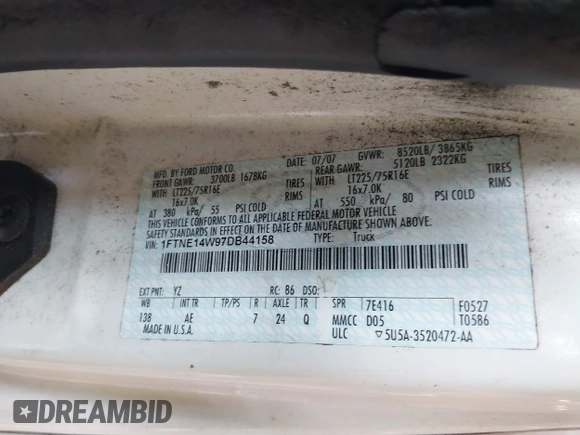 MFD. BY FORD MOTOR CO. DATE: 07/07 GVWR: 8520LB/ 3865KG
FRONT GAWR: 3700LB 1678KG REAR GAWR: 5120LB 2322KG
WITH LT225/75R16E TIRES WITH LT225/75R16E TIRES
16x7.0K RIMS 16x7.0K RIMS
AT 380 kPa/ 55 PSI COLD AT 550 kPa/ 80 PSI COLD
THIS VEHICLE CONFORMS TO ALL APPLICABLE FEDERAL MOTOR VEHICLE
SAFETY STANDARDS IN EFFECT ON THE DATE OF MANUFACTURE SHOWN ABOVE.
VIN: 1FTNE14W97DB44158 TYPE: Truck
EXT PNT: YZ RC: 86 DSO:
WB INT TR TP/PS R AXLE TR SPR 7E416 F0527
138 AE 7 24 Q MMCC D05 T0586
MADE IN U.S.A. ULC ▽5U5A-3520472-AA
DREAMBID